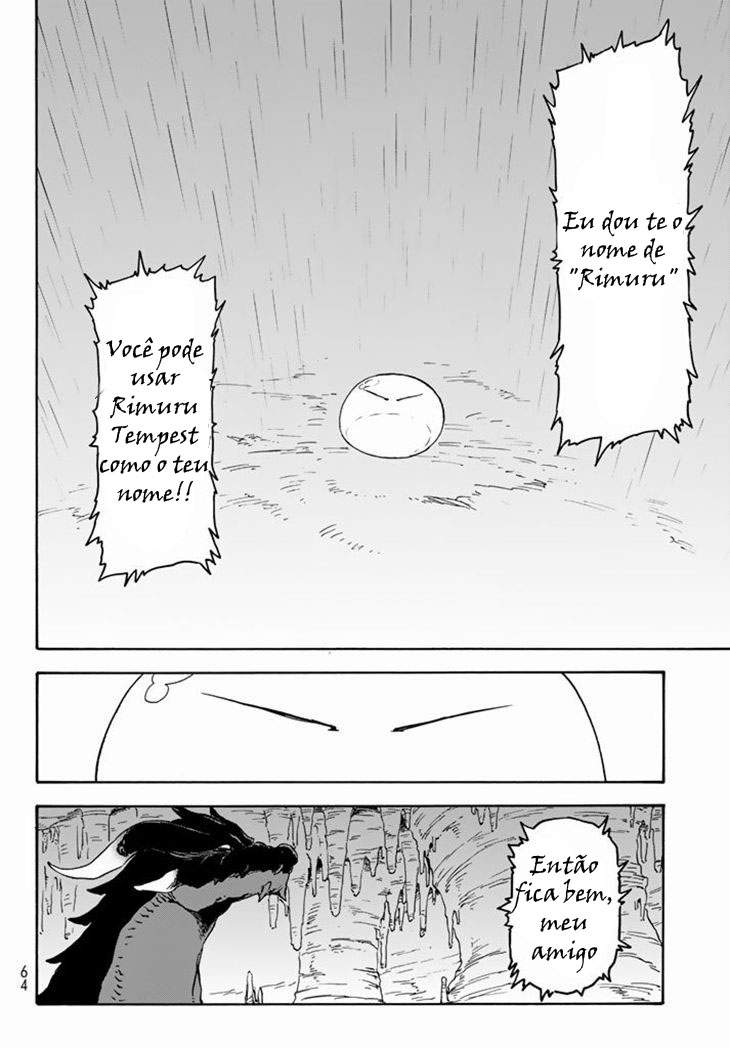 Eu dou te o
nome de
"Rimuru"
Você pode
usar
Rimuru
Tempest
como o teu
nome!!
Então
fica bem,
meu
amigo
64